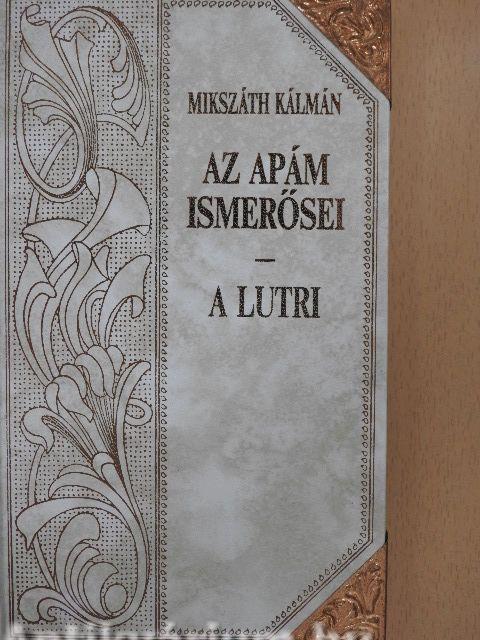 MIKSZÁTH KÁLMÁN
AZ APÁM
ISMERŐSEI
–
A LUTRI